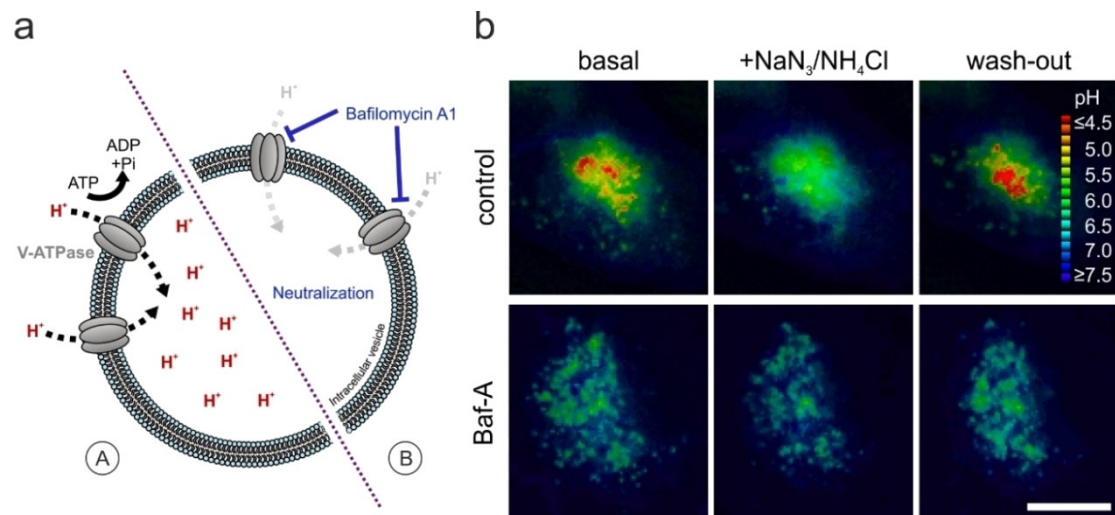 a
H⁺
Bafilomycin A1
ADP
+Pi
ATP
H⁺
H⁺
V-ATPase
H⁺
H⁺
Neutralization
H⁺
H⁺
H⁺
H⁺
H⁺
H⁺
H⁺
Intracellular vesicle
A
B
b
basal
+NaN₃/NH₄Cl
wash-out
control
pH
≤4.5
5.0
5.5
6.0
6.5
7.0
≥7.5
Baf-A